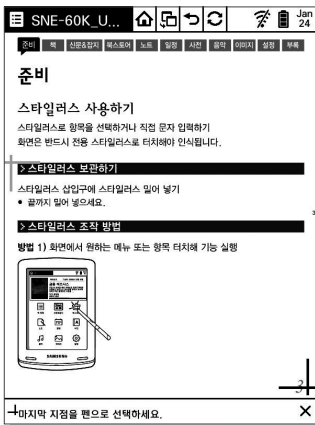 SNE-60K_U... Jan 24
준비 책 신문&잡지 북스토어 노트 일정 사전 음악 이미지 설정 부록
준비
스타일러스 사용하기
스타일러스로 항목을 선택하거나 직접 문자 입력하기
화면은 반드시 전용 스타일러스로 터치해야 인식됩니다.
> 스타일러스 보관하기
스타일러스 삽입구에 스타일러스 밀어 넣기
• 끝까지 밀어 넣으세요.
3
> 스타일러스 조작 방법
방법 1) 화면에서 원하는 메뉴 또는 항목 터치해 기능 실행
SAMSUNG
3
마지막 지점을 펜으로 선택하세요.